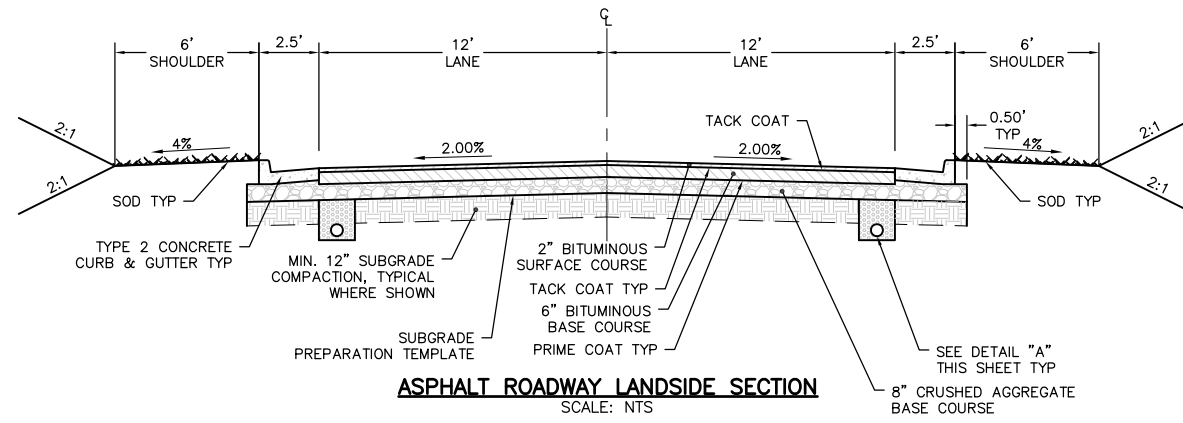 ℄
6' 2.5' 12' 12' 2.5' 6'
SHOULDER LANE LANE SHOULDER
0.50'
TYP
TACK COAT
2:1 4% 2.00% 2.00% 4% 2:1
2:1 2:1
SOD TYP
SOD TYP
TYPE 2 CONCRETE
CURB & GUTTER TYP
MIN. 12" SUBGRADE
COMPACTION, TYPICAL
WHERE SHOWN
SUBGRADE
PREPARATION TEMPLATE
2" BITUMINOUS
SURFACE COURSE
TACK COAT TYP
6" BITUMINOUS
BASE COURSE
PRIME COAT TYP
SEE DETAIL "A"
THIS SHEET TYP
8" CRUSHED AGGREGATE
BASE COURSE
ASPHALT ROADWAY LANDSIDE SECTION
SCALE: NTS